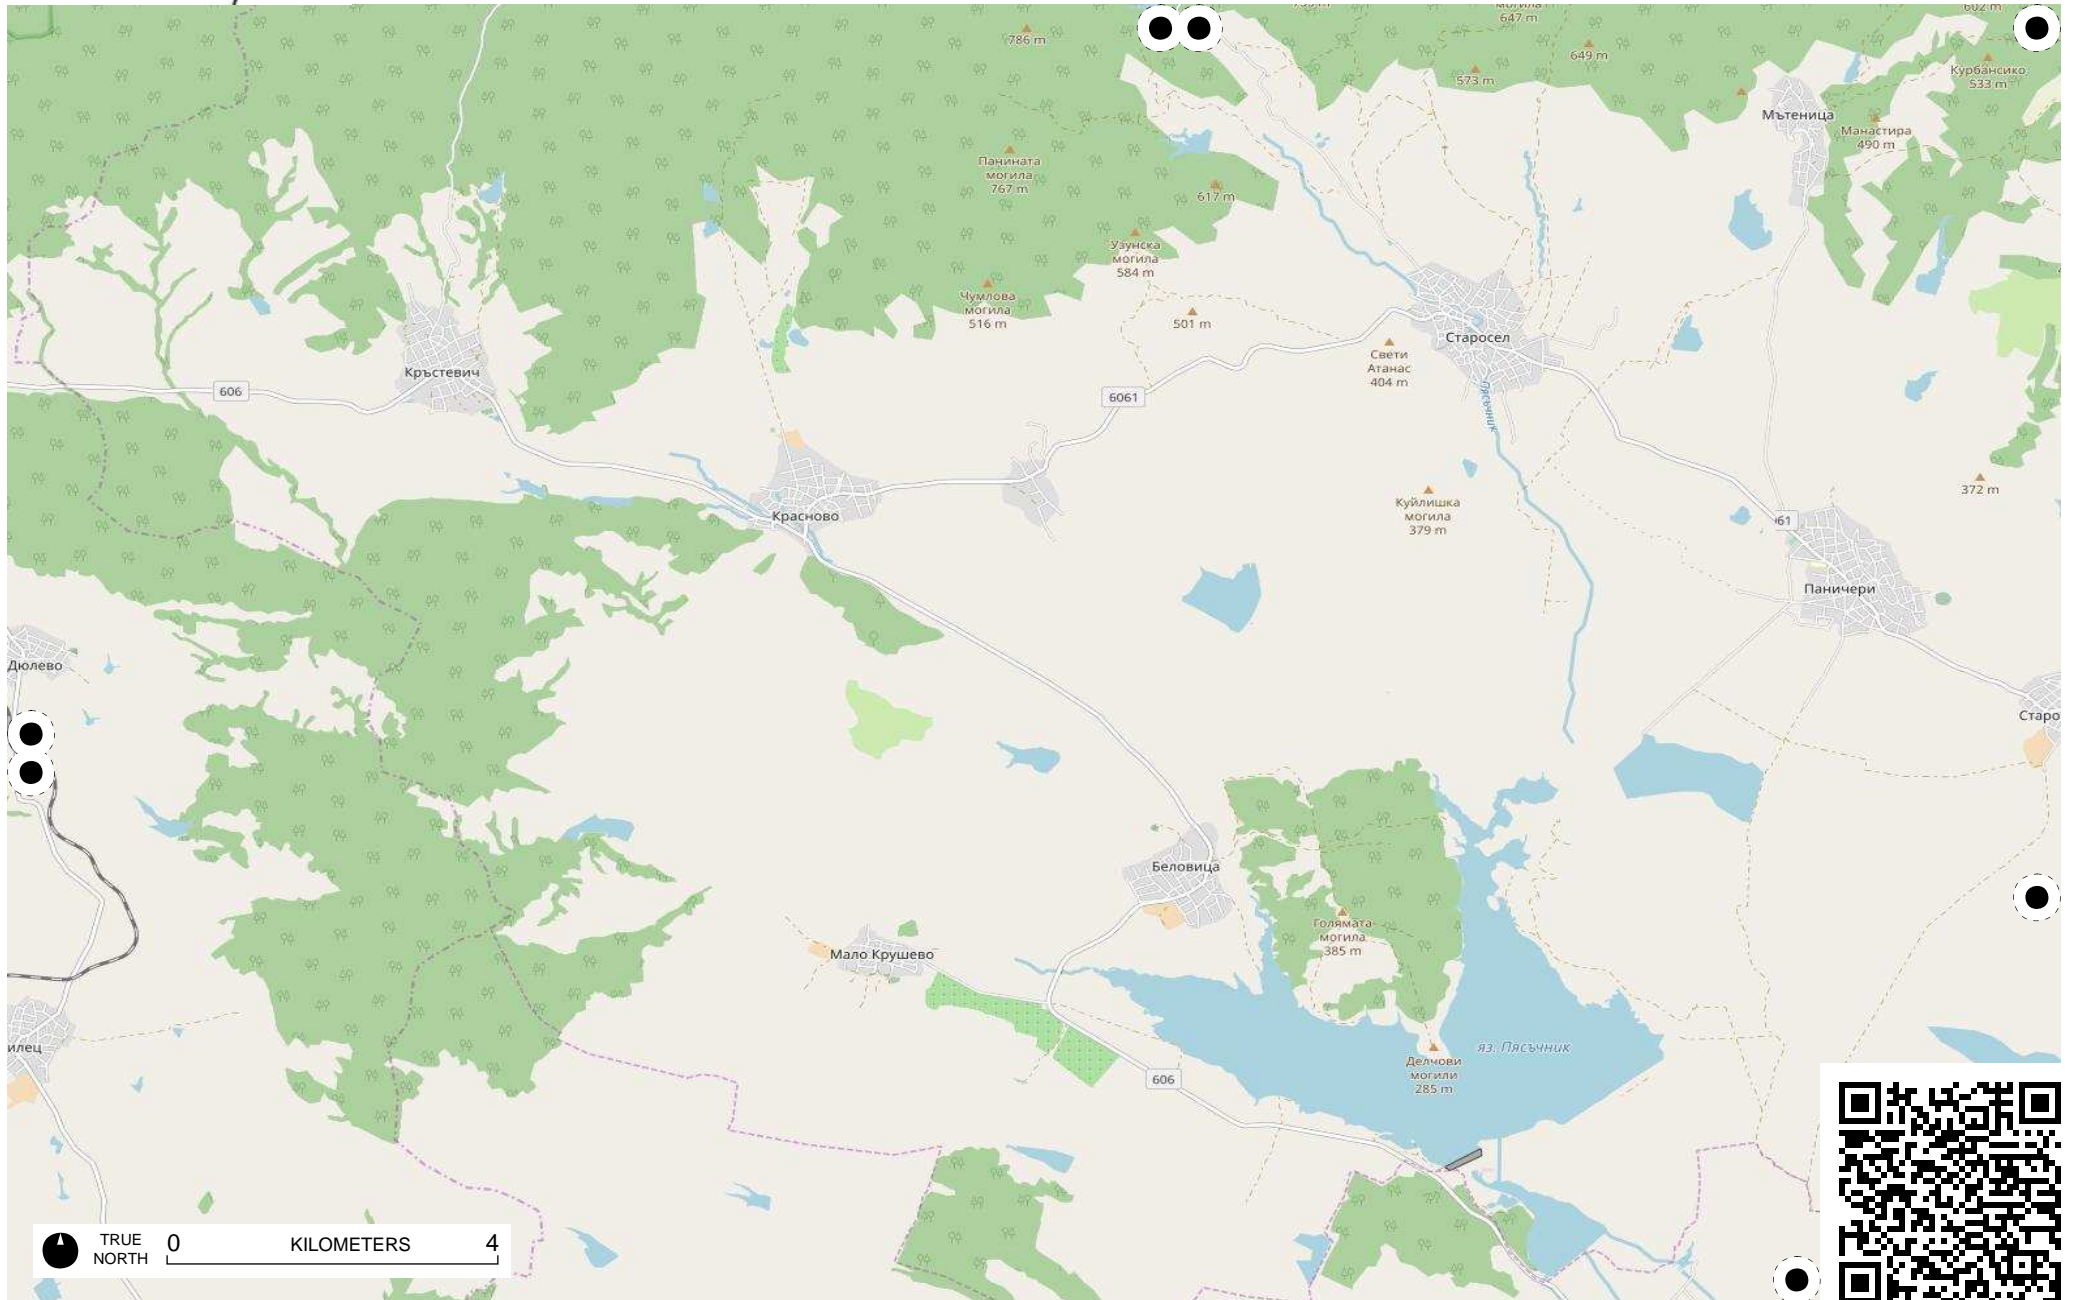 647 m
602 m
786 m
649 m
573 m
Курбансико
533 m
Мътеница
Манастира
490 m
Панината
могила
767 m
617 m
Узунска
могила
584 m
Чумлова
могила
516 m
501 m
Старосел
Свети
Атанас
404 m
Кръстевич
606
6061
Пясъчник
372 m
Куйлишка
могила
379 m
Красново
61
Паничери
Дюлево
Старо
Беловица
Голямата
могила
385 m
Мало Крушево
илец
яз. Пясъчник
Делчови
могили
285 m
606
TRUE
NORTH
0 KILOMETERS 4